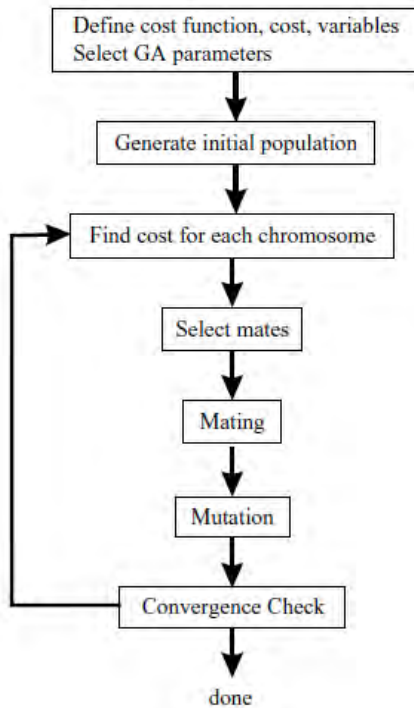 Define cost function, cost, variables
Select GA parameters
Generate initial population
Find cost for each chromosome
Select mates
Mating
Mutation
Convergence Check
done